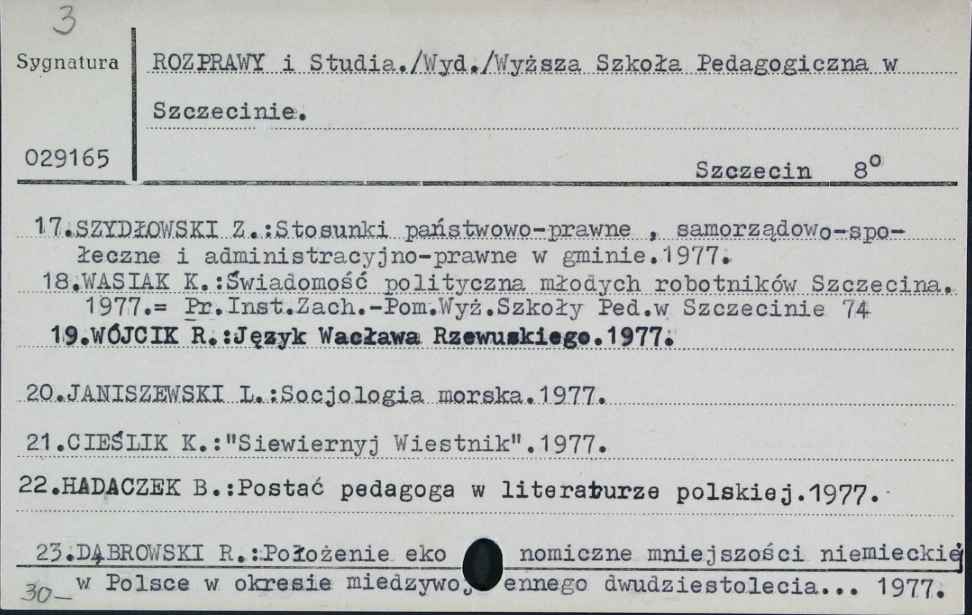 3
Sygnatura
ROZPRAWY i Studia./Wyd./Wyższa Szkoła Pedagogiczna w
Szczecinie.
029165
Szczecin 8°
17.SZYDŁOWSKI Z.:Stosunki państwowo-prawne , samorządowo-spo-
łeczne i administracyjno-prawne w gminie.1977.
18.WASIAK K.:Świadomość polityczna młodych robotników Szczecina.
1977.= Pr.Inst.Zach.-Pom.Wyż.Szkoły Ped.w Szczecinie 74
19.WÓJCIK R.:Język Wacława Rzewuskiego.1977.
20.JANISZEWSKI L.:Socjologia morska.1977.
21.CIEŚLIK K.:"Siewiernyj Wiestnik".1977.
22.HADACZEK B.:Postać pedagoga w literaturze polskiej.1977.
23.DĄBROWSKI R.:Położenie eko nomiczne mniejszości niemieckiej
w Polsce w okresie miedzywojennego dwudziestolecia... 1977.
30-